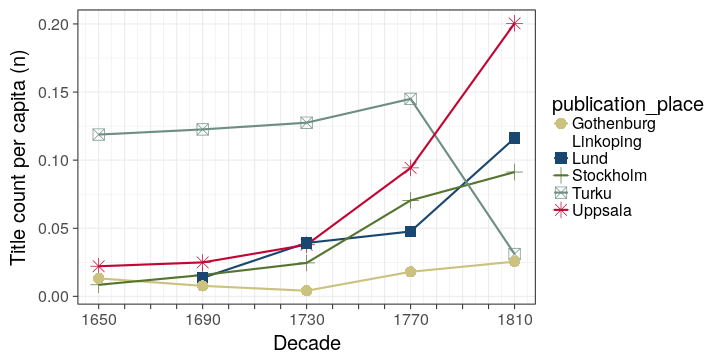 0.20
0.15
0.10
0.05
0.00
Title count per capita (n)
1650 1690 1730 1770 1810
Decade
publication_place
Gothenburg
Linkoping
Lund
Stockholm
Turku
Uppsala